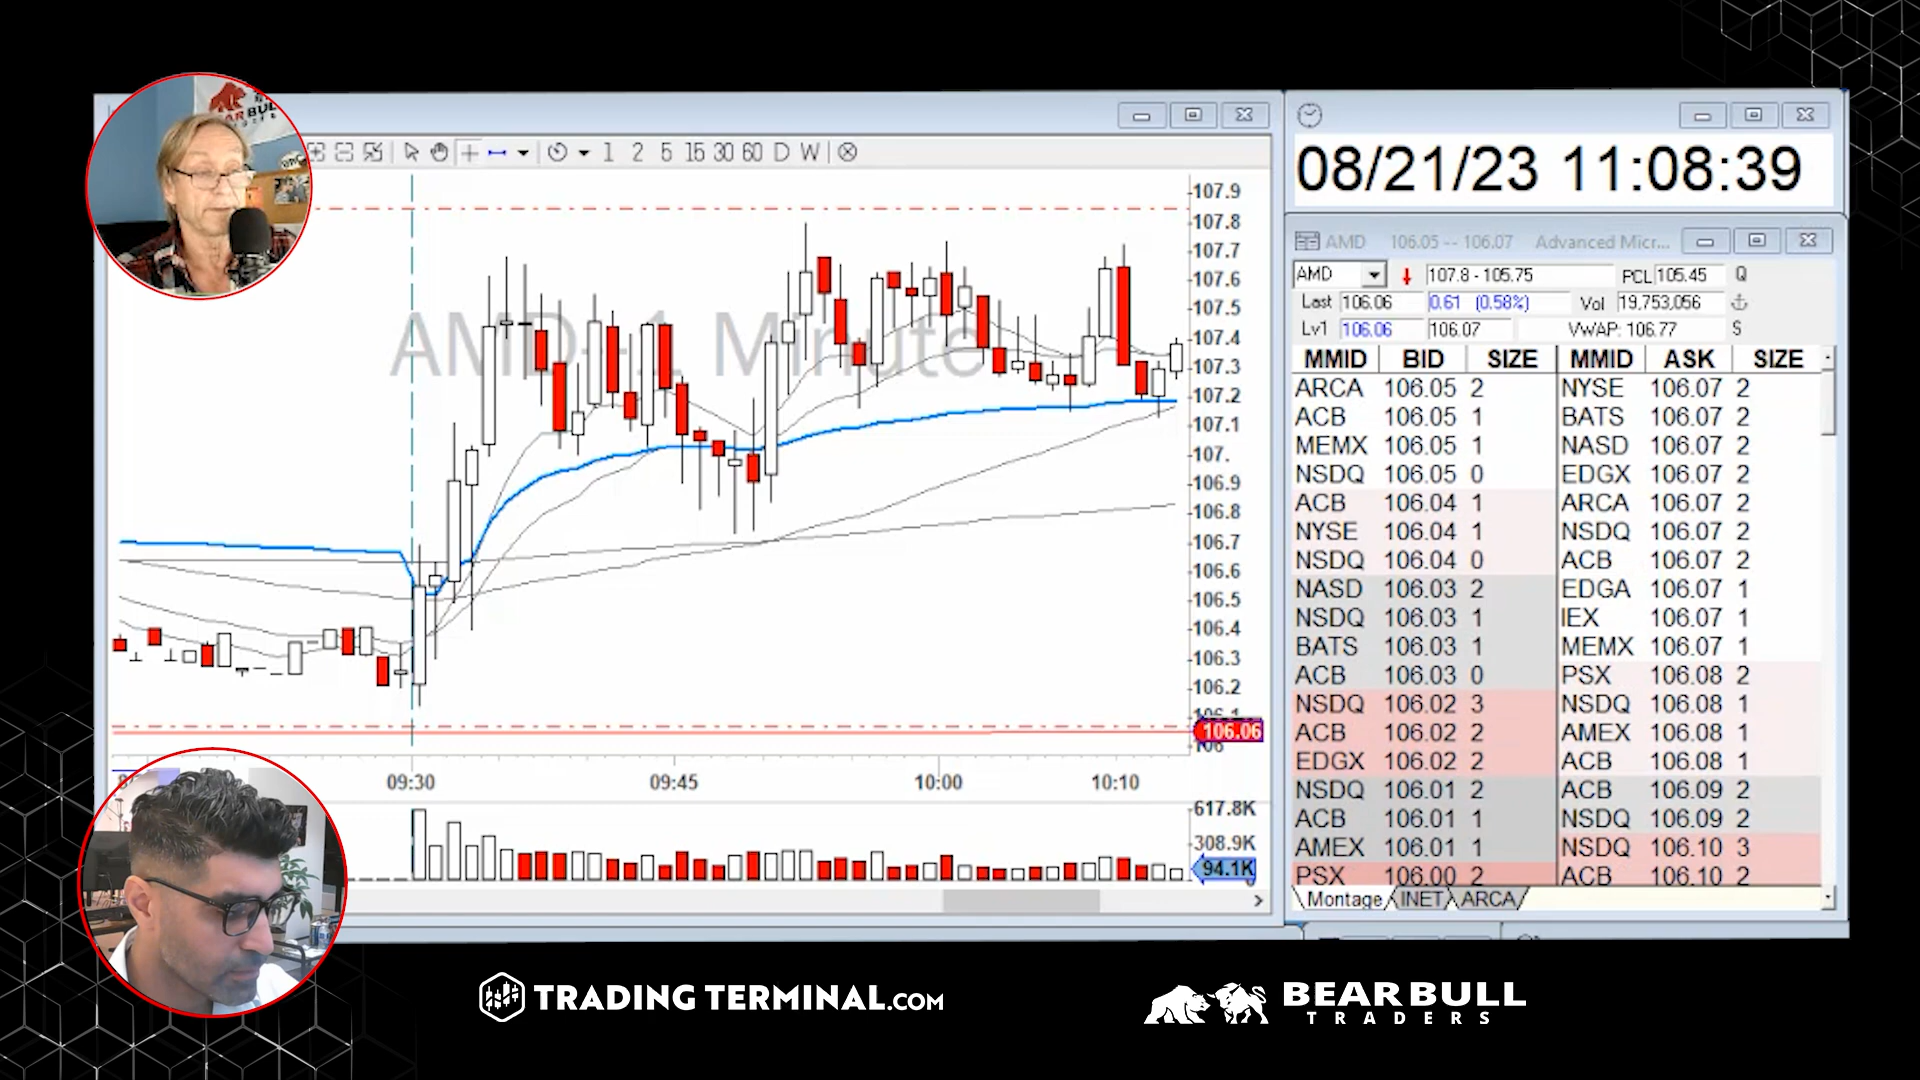 BEAR BULL
1 2 5 15 30 60 D W
08/21/23 11:08:39
AMD 106.05 -- 106.07 Advanced Micr...
AMD 107.8 - 105.75 PCL 105.45 Q
Last 106.06 0.61 (0.58%) Vol 19,753,056
Lv1 106.06 106.07 VWAP: 106.77 S
MMID BID SIZE MMID ASK SIZE
ARCA 106.05 2 NYSE 106.07 2
ACB 106.05 1 BATS 106.07 2
MEMX 106.05 1 NASD 106.07 2
NSDQ 106.05 0 EDGX 106.07 2
ACB 106.04 1 ARCA 106.07 2
NYSE 106.04 1 NSDQ 106.07 2
NSDQ 106.04 0 ACB 106.07 2
NASD 106.03 2 EDGA 106.07 1
NSDQ 106.03 1 IEX 106.07 1
BATS 106.03 1 MEMX 106.07 1
ACB 106.03 0 PSX 106.08 2
NSDQ 106.02 3 NSDQ 106.08 1
ACB 106.02 2 AMEX 106.08 1
EDGX 106.02 2 ACB 106.08 1
NSDQ 106.01 2 ACB 106.09 2
ACB 106.01 1 NSDQ 106.09 2
AMEX 106.01 1 NSDQ 106.10 3
PSX 106.00 2 ACB 106.10 2
Montage INET ARCA
AMD - 1 Minute
107.9
107.8
107.7
107.6
107.5
107.4
107.3
107.2
107.1
107.
106.9
106.8
106.7
106.6
106.5
106.4
106.3
106.2
106.1
106.06
106
09:30 09:45 10:00 10:10
617.8K
308.9K
94.1K
0
TRADING TERMINAL.COM
BEAR BULL
TRADERS